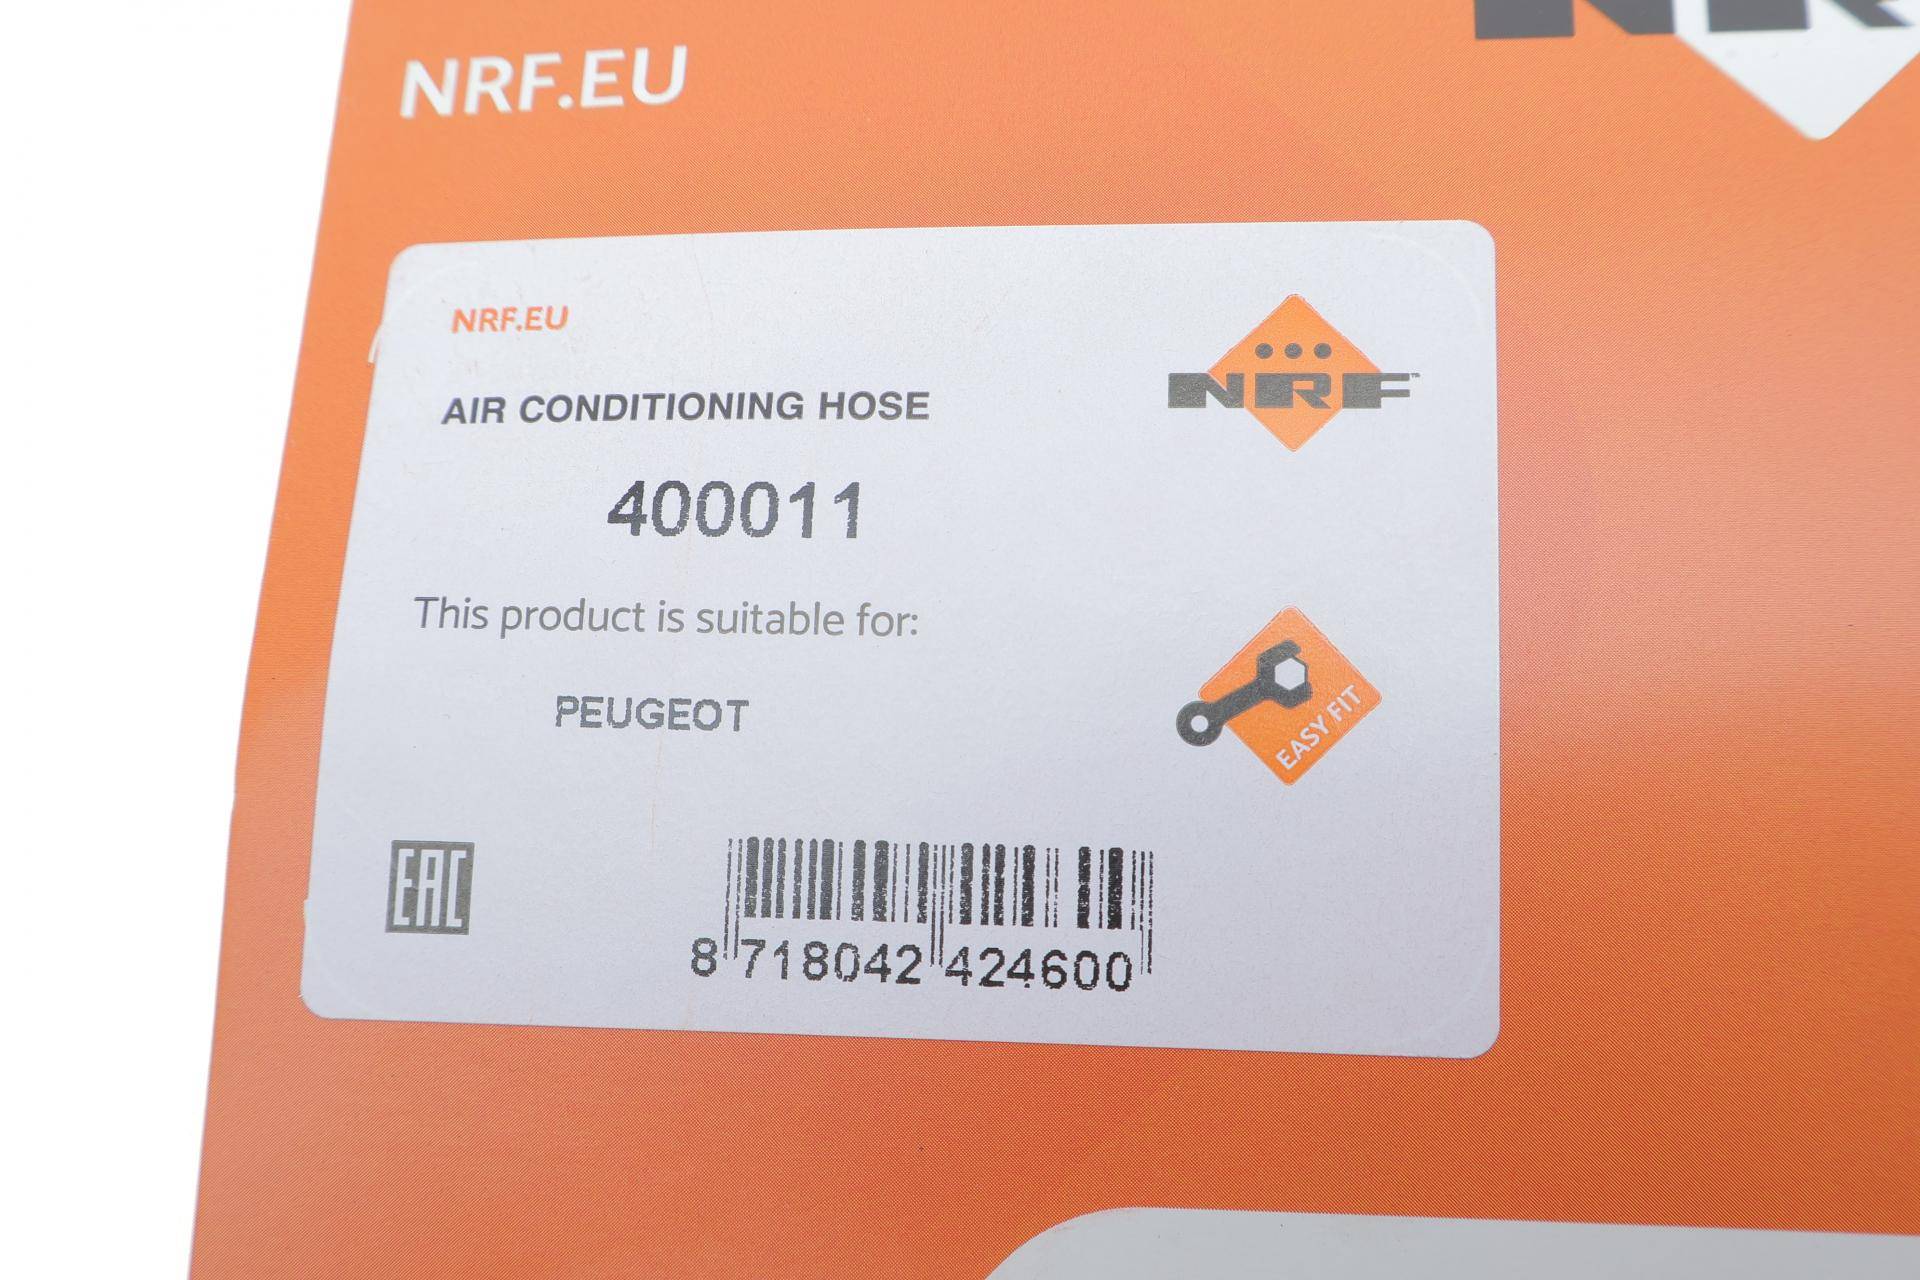 NRF.EU
NRF
NRF.EU
NRF™
AIR CONDITIONING HOSE
400011
This product is suitable for:
PEUGEOT
EASY FIT
EAC
8 718042 424600